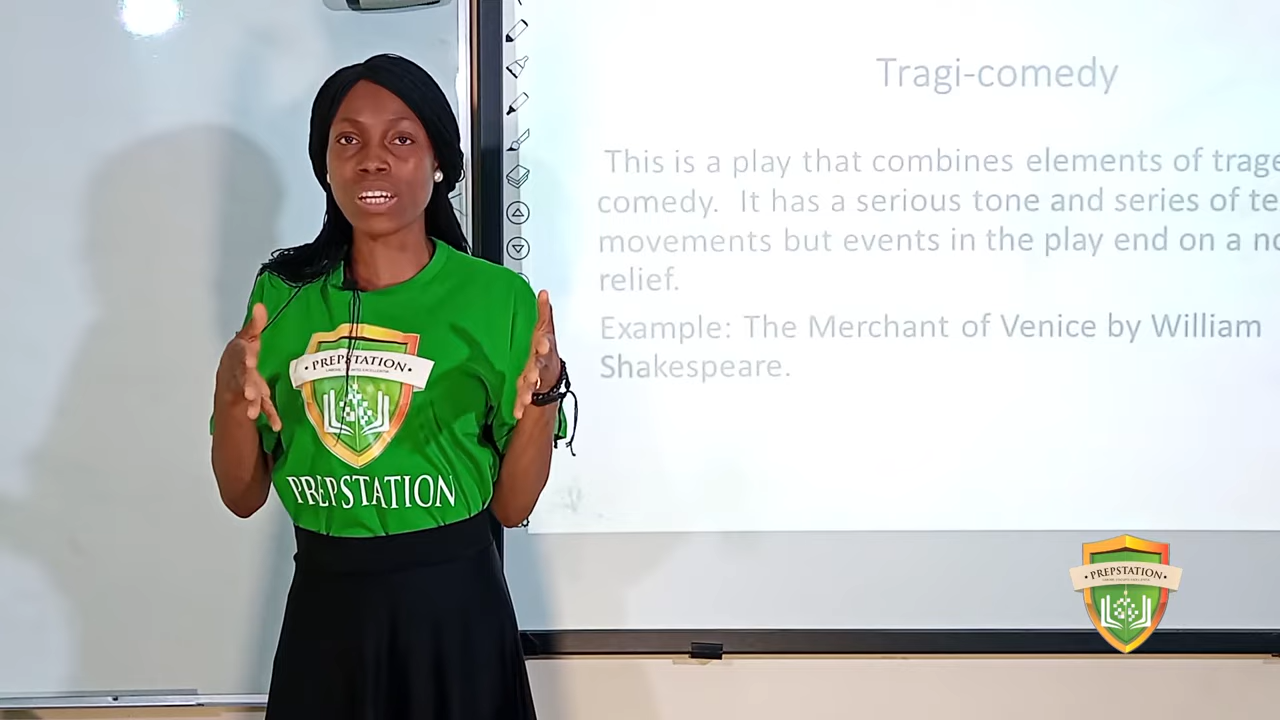 Tragi-comedy
This is a play that combines elements of trage
comedy. It has a serious tone and series of te
movements but events in the play end on a no
relief.
Example: The Merchant of Venice by William
Shakespeare.
• PREPSTATION •
PREPSTATION
• PREPSTATION •